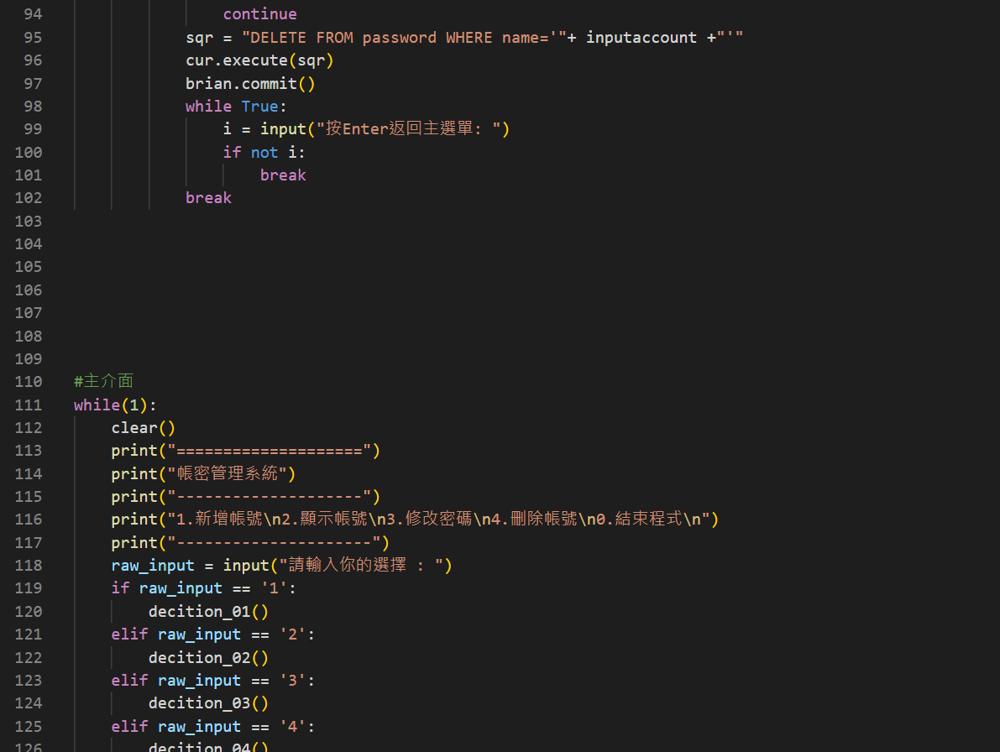 94 continue
95 sqr = "DELETE FROM password WHERE name='"+ inputaccount +"'"
96 cur.execute(sqr)
97 brian.commit()
98 while True:
99 i = input("按Enter返回主選單: ")
100 if not i:
101 break
102 break
103
104
105
106
107
108
109
110 #主介面
111 while(1):
112 clear()
113 print("====================")
114 print("帳密管理系統")
115 print("--------------------")
116 print("1.新增帳號\n2.顯示帳號\n3.修改密碼\n4.刪除帳號\n0.結束程式\n")
117 print("---------------------")
118 raw_input = input("請輸入你的選擇 : ")
119 if raw_input == '1':
120 decition_01()
121 elif raw_input == '2':
122 decition_02()
123 elif raw_input == '3':
124 decition_03()
125 elif raw_input == '4':
126 decition_04()